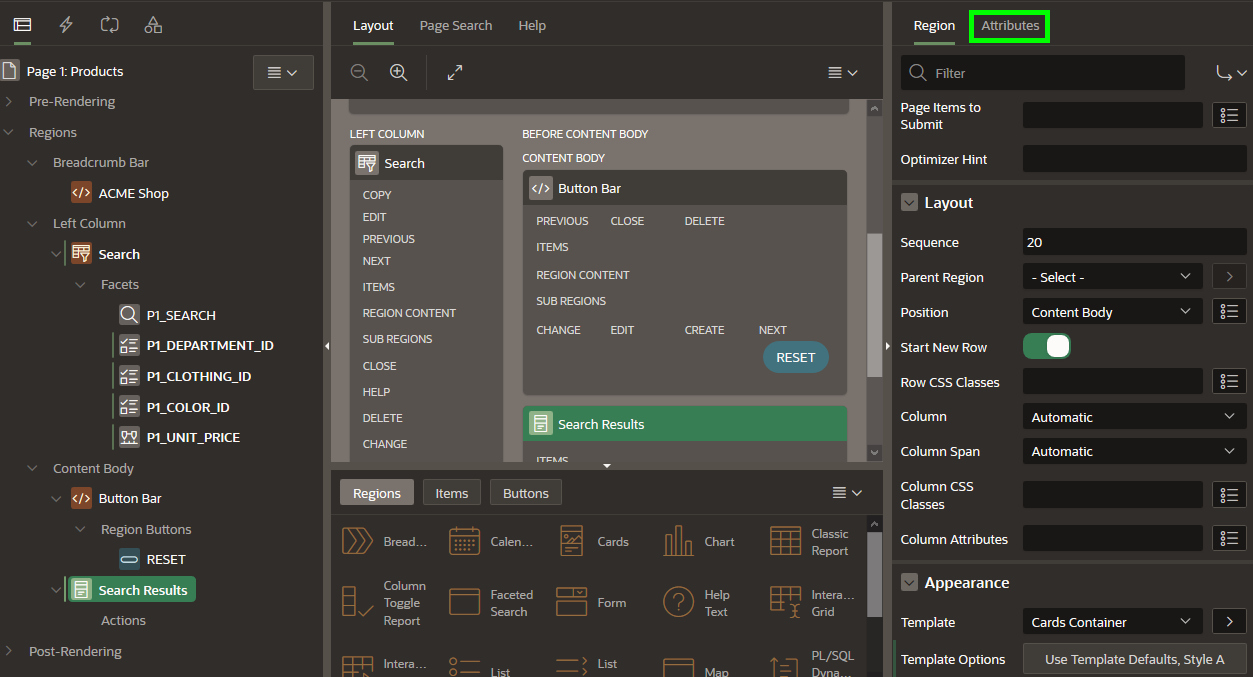 Layout
Page Search
Help
Region
Attributes
Page 1: Products
Pre-Rendering
Regions
Breadcrumb Bar
</> ACME Shop
Left Column
Search
Facets
P1_SEARCH
P1_DEPARTMENT_ID
P1_CLOTHING_ID
P1_COLOR_ID
P1_UNIT_PRICE
Content Body
</> Button Bar
Region Buttons
RESET
Search Results
Actions
Post-Rendering
LEFT COLUMN
Search
COPY
EDIT
PREVIOUS
NEXT
ITEMS
REGION CONTENT
SUB REGIONS
CLOSE
HELP
DELETE
CHANGE
BEFORE CONTENT BODY
CONTENT BODY
</> Button Bar
PREVIOUS CLOSE DELETE
ITEMS
REGION CONTENT
SUB REGIONS
CHANGE EDIT CREATE NEXT
RESET
Search Results
ITEMS
Regions Items Buttons
Bread...
Calen...
Cards
Chart
Classic
Report
Column
Toggle
Report
Faceted
Search
Form
Help
Text
Intera...
Grid
Intera...
List
List
Map
PL/SQL
Dyna...
Filter
Page Items to
Submit
Optimizer Hint
Layout
Sequence 20
Parent Region - Select -
Position Content Body
Start New Row
Row CSS Classes
Column Automatic
Column Span Automatic
Column CSS
Classes
Column Attributes
Appearance
Template Cards Container
Template Options Use Template Defaults, Style A